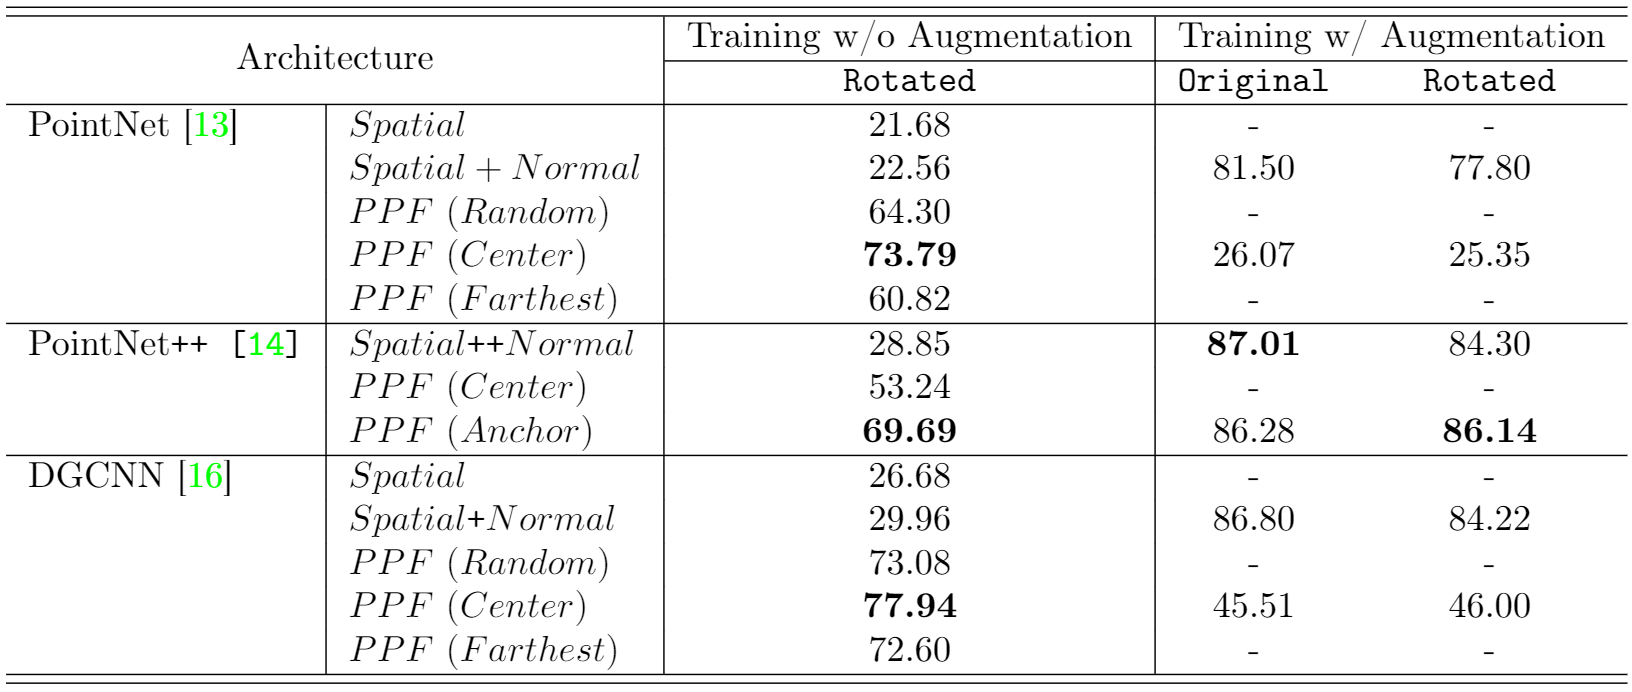 Architecture Training w/o Augmentation Training w/ Augmentation
Rotated Original Rotated
PointNet [13] Spatial 21.68 - -
Spatial + Normal 22.56 81.50 77.80
PPF (Random) 64.30 - -
PPF (Center) 73.79 26.07 25.35
PPF (Farthest) 60.82 - -
PointNet++ [14] Spatial++Normal 28.85 87.01 84.30
PPF (Center) 53.24 - -
PPF (Anchor) 69.69 86.28 86.14
DGCNN [16] Spatial 26.68 - -
Spatial+Normal 29.96 86.80 84.22
PPF (Random) 73.08 - -
PPF (Center) 77.94 45.51 46.00
PPF (Farthest) 72.60 - -